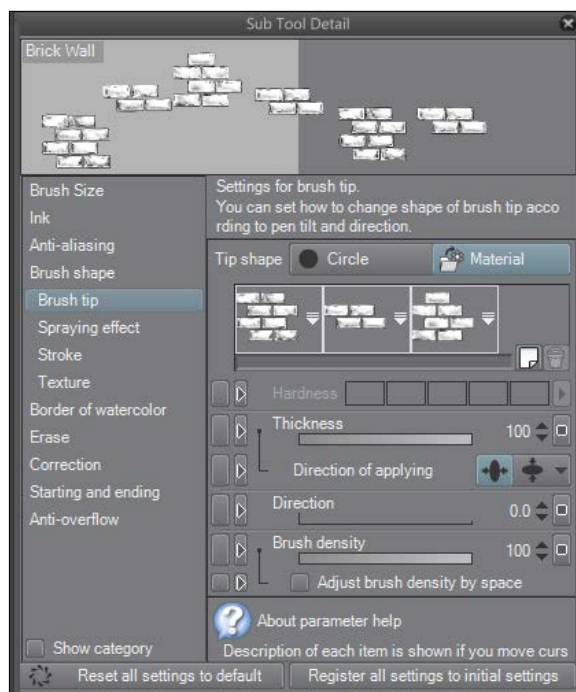 Sub Tool Detail
Brick Wall
Brush Size
Ink
Anti-aliasing
Brush shape
Brush tip
Spraying effect
Stroke
Texture
Border of watercolor
Erase
Correction
Starting and ending
Anti-overflow
Show category
Settings for brush tip.
You can set how to change shape of brush tip acco
rding to pen tilt and direction.
Tip shape Circle Material
Hardness
Thickness 100
Direction of applying
Direction 0.0
Brush density 100
Adjust brush density by space
About parameter help
Description of each item is shown if you move curs
Reset all settings to default Register all settings to initial settings